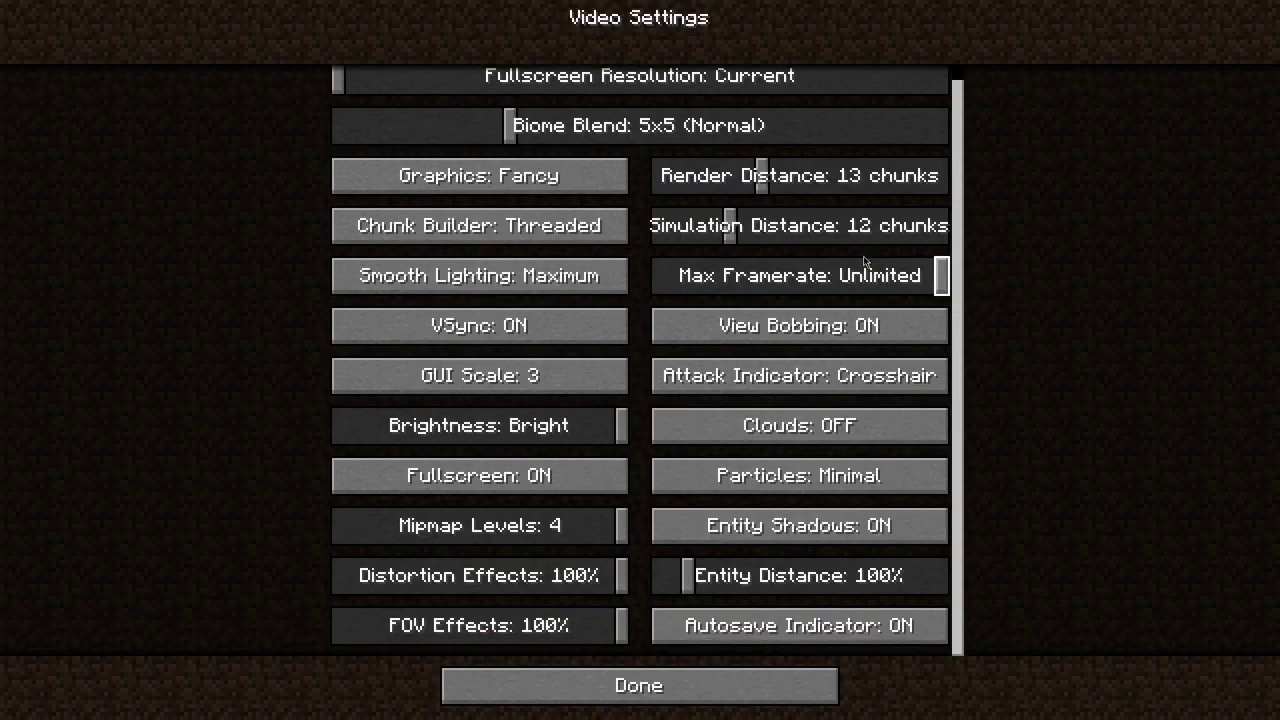 Video Settings
Fullscreen Resolution: Current
Biome Blend: 5x5 (Normal)
Graphics: Fancy
Render Distance: 13 chunks
Chunk Builder: Threaded
Simulation Distance: 12 chunks
Smooth Lighting: Maximum
Max Framerate: Unlimited
VSync: ON
View Bobbing: ON
GUI Scale: 3
Attack Indicator: Crosshair
Brightness: Bright
Clouds: OFF
Fullscreen: ON
Particles: Minimal
Mipmap Levels: 4
Entity Shadows: ON
Distortion Effects: 100%
Entity Distance: 100%
FOV Effects: 100%
Autosave Indicator: ON
Done